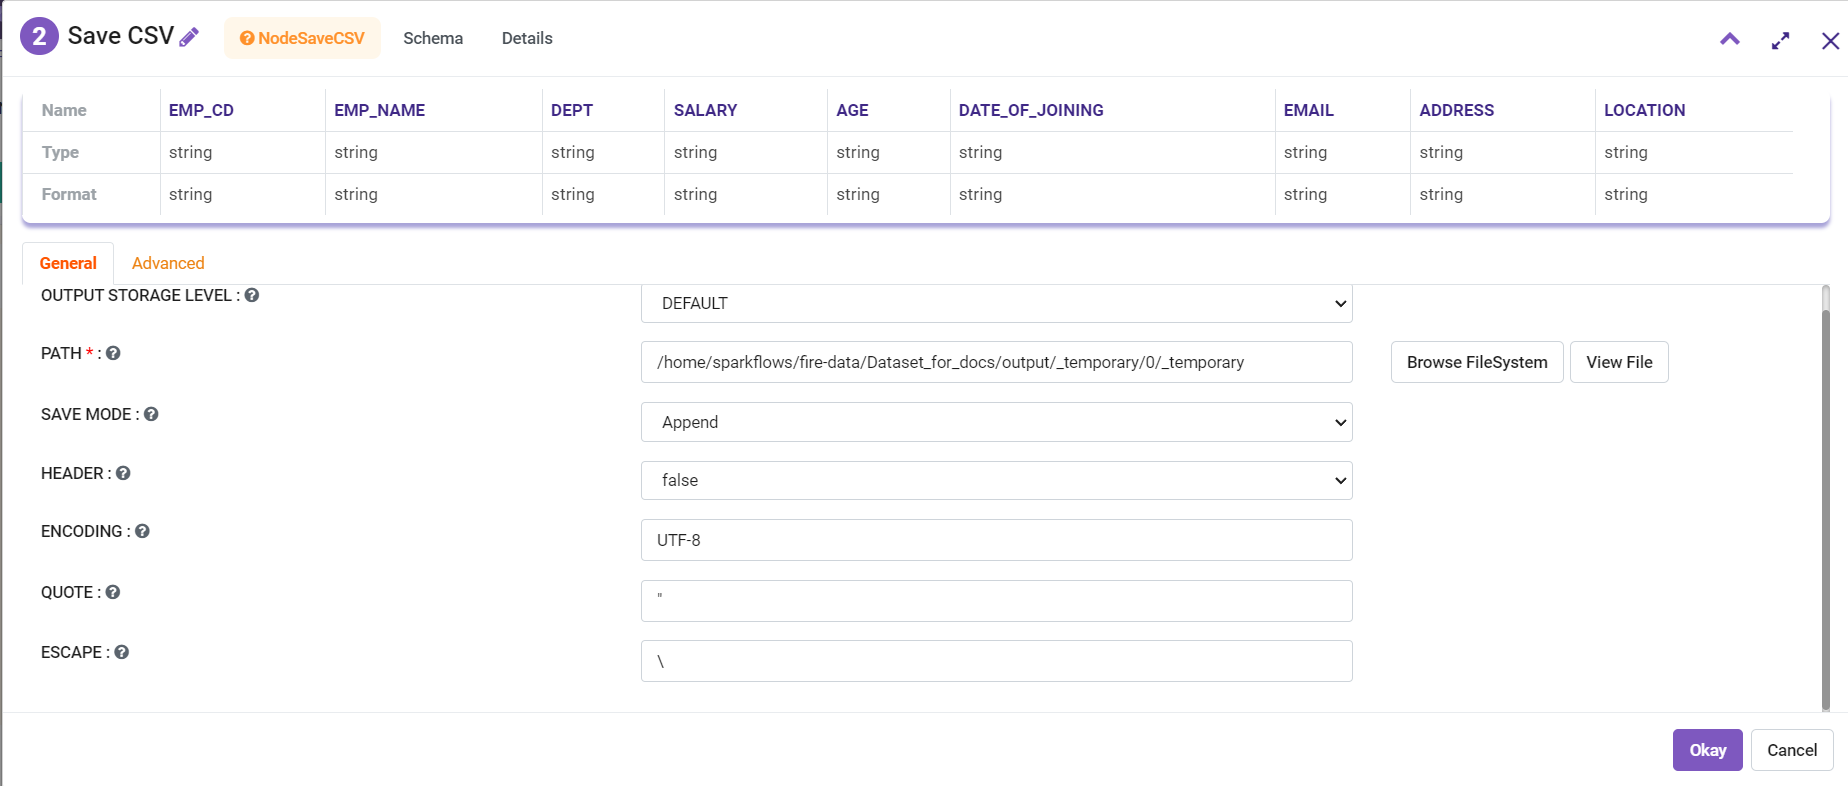 2 Save CSV NodeSaveCSV Schema Details
Name EMP_CD EMP_NAME DEPT SALARY AGE DATE_OF_JOINING EMAIL ADDRESS LOCATION
Type string string string string string string string string string
Format string string string string string string string string string
General Advanced
OUTPUT STORAGE LEVEL : DEFAULT
PATH * : /home/sparkflows/fire-data/Dataset_for_docs/output/_temporary/0/_temporary Browse FileSystem View File
SAVE MODE : Append
HEADER : false
ENCODING : UTF-8
QUOTE : "
ESCAPE : \
Okay Cancel